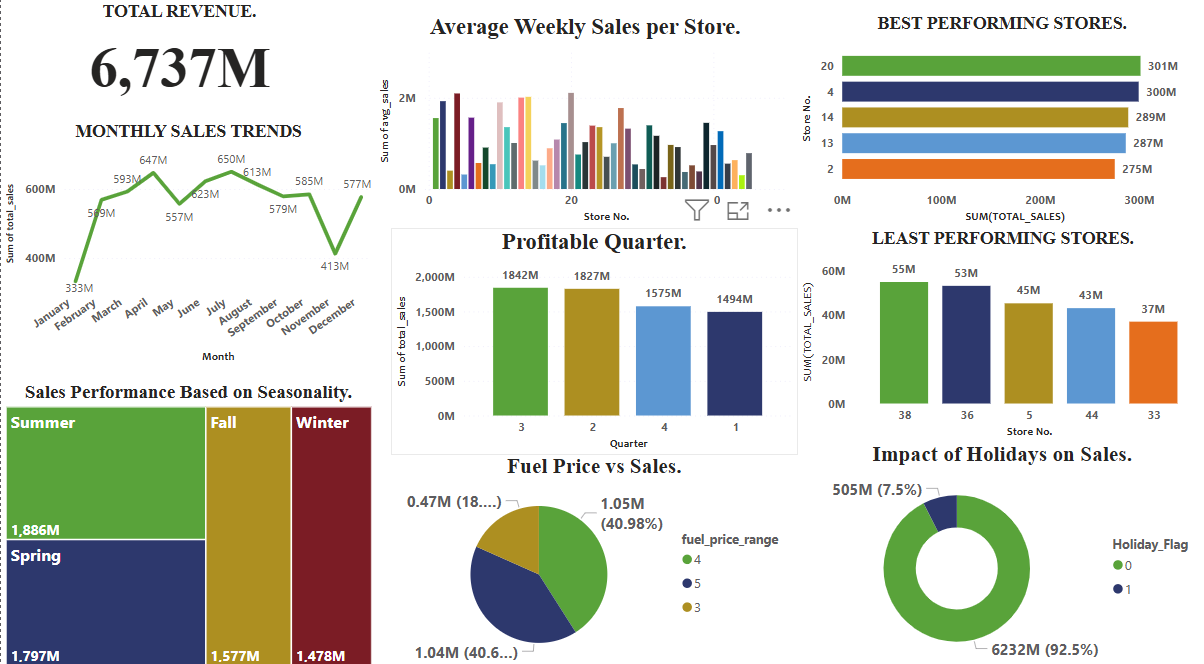 TOTAL REVENUE.
6,737M
MONTHLY SALES TRENDS
Sum of total_sales
600M
400M
333M
569M
593M
647M
557M
623M
650M
613M
579M
585M
413M
577M
January
February
March
April
May
June
July
August
September
October
November
December
Month
Sales Performance Based on Seasonality.
Summer
1,886M
Spring
1,797M
Fall
1,577M
Winter
1,478M
Average Weekly Sales per Store.
Sum of avg_sales
2M
0M
0
20
0
Store No.
Profitable Quarter.
Sum of total_sales
2,000M
1,500M
1,000M
500M
0M
1842M
1827M
1575M
1494M
3
2
4
1
Quarter
Fuel Price vs Sales.
0.47M (18....)
1.05M
(40.98%)
1.04M (40.6...)
fuel_price_range
4
5
3
BEST PERFORMING STORES.
Store No.
20
301M
4
300M
14
289M
13
287M
2
275M
0M
100M
200M
300M
SUM(TOTAL_SALES)
LEAST PERFORMING STORES.
SUM(TOTAL_SALES)
60M
40M
20M
0M
55M
53M
45M
43M
37M
38
36
5
44
33
Store No.
Impact of Holidays on Sales.
505M (7.5%)
6232M (92.5%)
Holiday_Flag
0
1